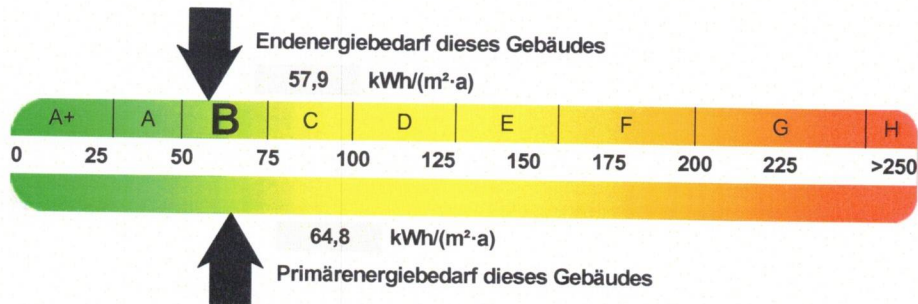 Endenergiebedarf dieses Gebäudes
57,9 kWh/(m²·a)
A+ A B C D E F G H
0 25 50 75 100 125 150 175 200 225 >250
64,8 kWh/(m²·a)
Primärenergiebedarf dieses Gebäudes